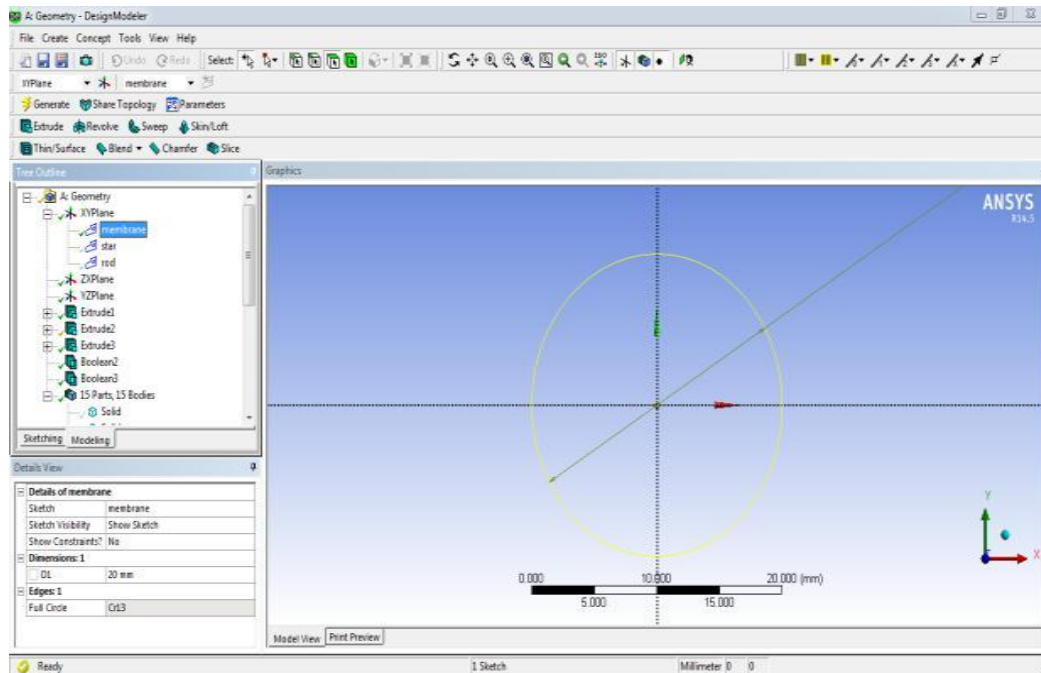 A: Geometry - DesignModeler
File Create Concept Tools View Help
Undo Redo Select:
XYPlane membrane
Generate Share Topology Parameters
Extrude Revolve Sweep Skin/Loft
Thin/Surface Blend Chamfer Slice
Tree Outline
A: Geometry
XYPlane
membrane
star
rod
ZXPlane
YZPlane
Extrude1
Extrude2
Extrude3
Boolean2
Boolean3
15 Parts, 15 Bodies
Solid
Sketching Modeling
Details View
Details of membrane
Sketch membrane
Sketch Visibility Show Sketch
Show Constraints? No
Dimensions: 1
D1 20 mm
Edges: 1
Full Circle Cr13
Graphics
ANSYS
R14.5
Y
X
0.000 10.000 20.000 (mm)
5.000 15.000
Model View Print Preview
Ready 1 Sketch Millimeter 0 0